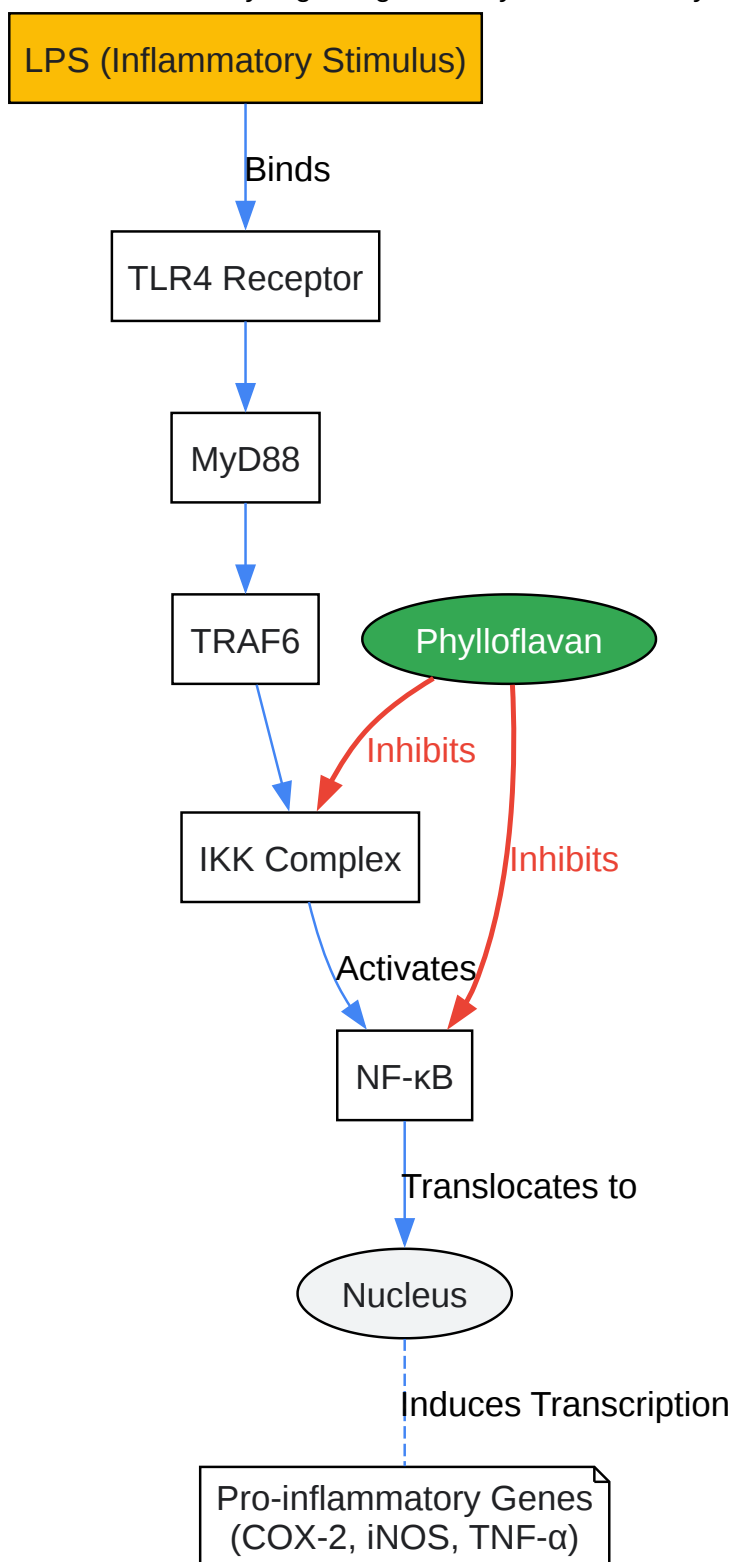 LPS (Inflammatory Stimulus)
Binds
TLR4 Receptor
MyD88
TRAF6
Phylloflavan
Inhibits
IKK Complex
Inhibits
Activates
NF-κB
Translocates to
Nucleus
Induces Transcription
Pro-inflammatory Genes
(COX-2, iNOS, TNF-α)